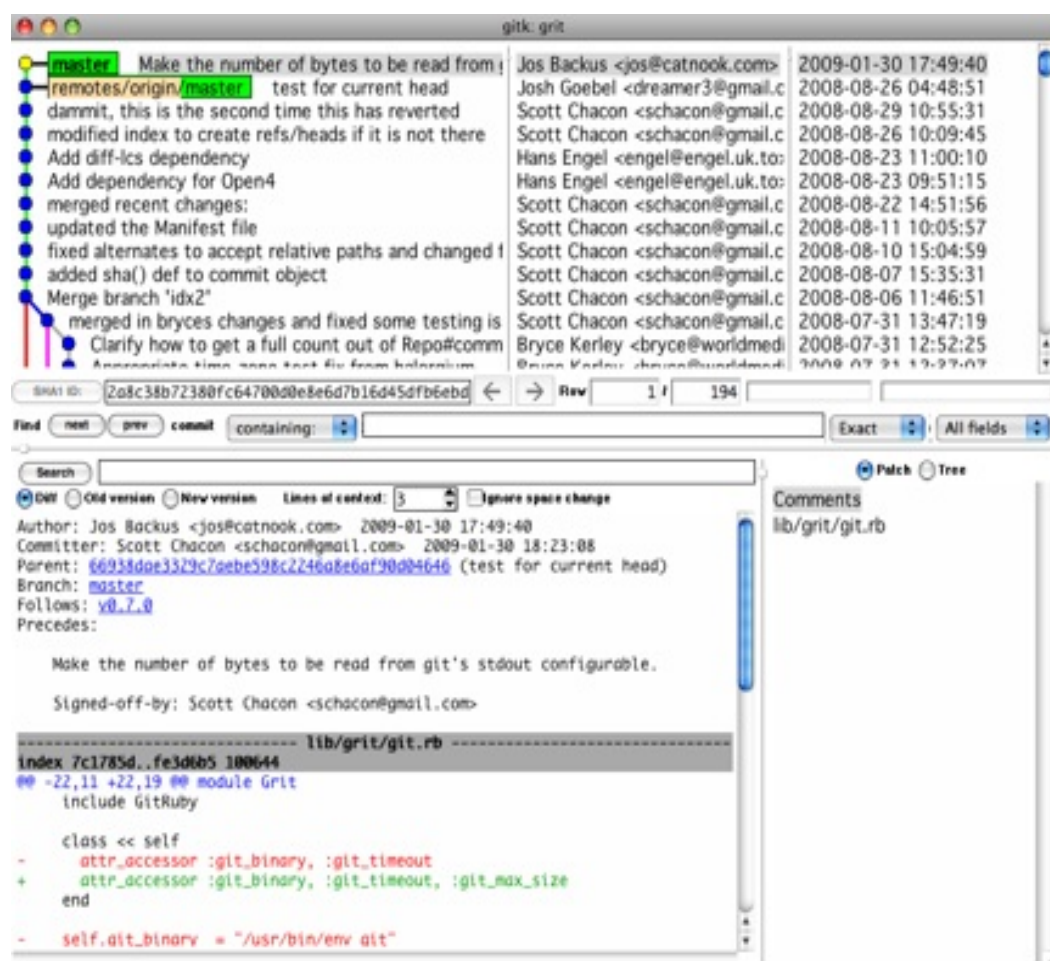 gitk: grit
master Make the number of bytes to be read from g Jos Backus <jos@catnook.com> 2009-01-30 17:49:40
remotes/origin/master test for current head Josh Goebel <dreamer3@gmail.c 2008-08-26 04:48:51
dammit, this is the second time this has reverted Scott Chacon <schacon@gmail.c 2008-08-29 10:55:31
modified index to create refs/heads if it is not there Scott Chacon <schacon@gmail.c 2008-08-26 10:09:45
Add diff-lcs dependency Hans Engel <engel@engel.uk.to> 2008-08-23 11:00:10
Add dependency for Open4 Hans Engel <engel@engel.uk.to> 2008-08-23 09:51:15
merged recent changes: Scott Chacon <schacon@gmail.c 2008-08-22 14:51:56
updated the Manifest file Scott Chacon <schacon@gmail.c 2008-08-11 10:05:57
fixed alternates to accept relative paths and changed f Scott Chacon <schacon@gmail.c 2008-08-10 15:04:59
added sha() def to commit object Scott Chacon <schacon@gmail.c 2008-08-07 15:35:31
Merge branch 'idx2' Scott Chacon <schacon@gmail.c 2008-08-06 11:46:51
merged in bryces changes and fixed some testing is Scott Chacon <schacon@gmail.c 2008-07-31 13:47:19
Clarify how to get a full count out of Repo#comm Bryce Kerley <bryce@worldmedi 2008-07-31 12:52:25
Appropriate time zone test fix from halorgium Bryce Kerley <bryce@worldmedi 2008-07-31 12:27:07
SHA1 ID: 2a8c38b72380fc64700d0e8e6d7b16d45dfb6ebd Row 1 / 194
Find next prev commit containing: Exact All fields
Search Patch Tree
Diff Old version New version Lines of context: 3 Ignore space change
Comments
lib/grit/git.rb
Author: Jos Backus <jos@catnook.com> 2009-01-30 17:49:40
Committer: Scott Chacon <schacon@gmail.com> 2009-01-30 18:23:08
Parent: 66938dae3329c7aebe598c2246a8e6af90d04646 (test for current head)
Branch: master
Follows: v0.7.0
Precedes:
Make the number of bytes to be read from git's stdout configurable.
Signed-off-by: Scott Chacon <schacon@gmail.com>
------------------------------- lib/grit/git.rb -------------------------------
index 7c1785d..fe3d6b5 100644
@@ -22,11 +22,19 @@ module Grit
include GitRuby
class << self
- attr_accessor :git_binary, :git_timeout
+ attr_accessor :git_binary, :git_timeout, :git_max_size
end
- self.git_binary = "/usr/bin/env git"